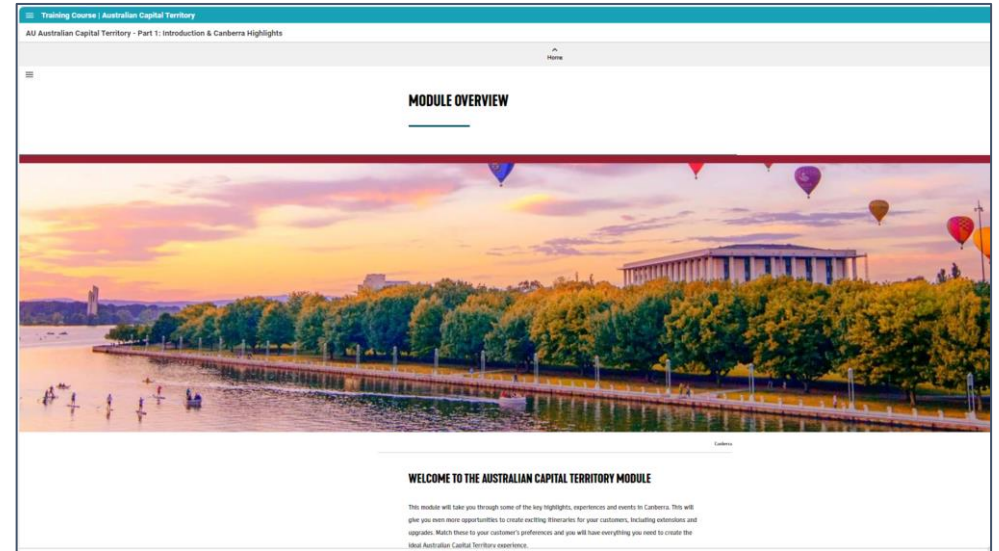 Training Course | Australian Capital Territory
AU Australian Capital Territory - Part 1: Introduction & Canberra Highlights
Home
MODULE OVERVIEW
Canberra
WELCOME TO THE AUSTRALIAN CAPITAL TERRITORY MODULE
This module will take you through some of the key highlights, experiences and events in Canberra. This will
give you even more opportunities to create exciting itineraries for your customers, including extensions and
upgrades. Match these to your customer's preferences and you will have everything you need to create the
ideal Australian Capital Territory experience.